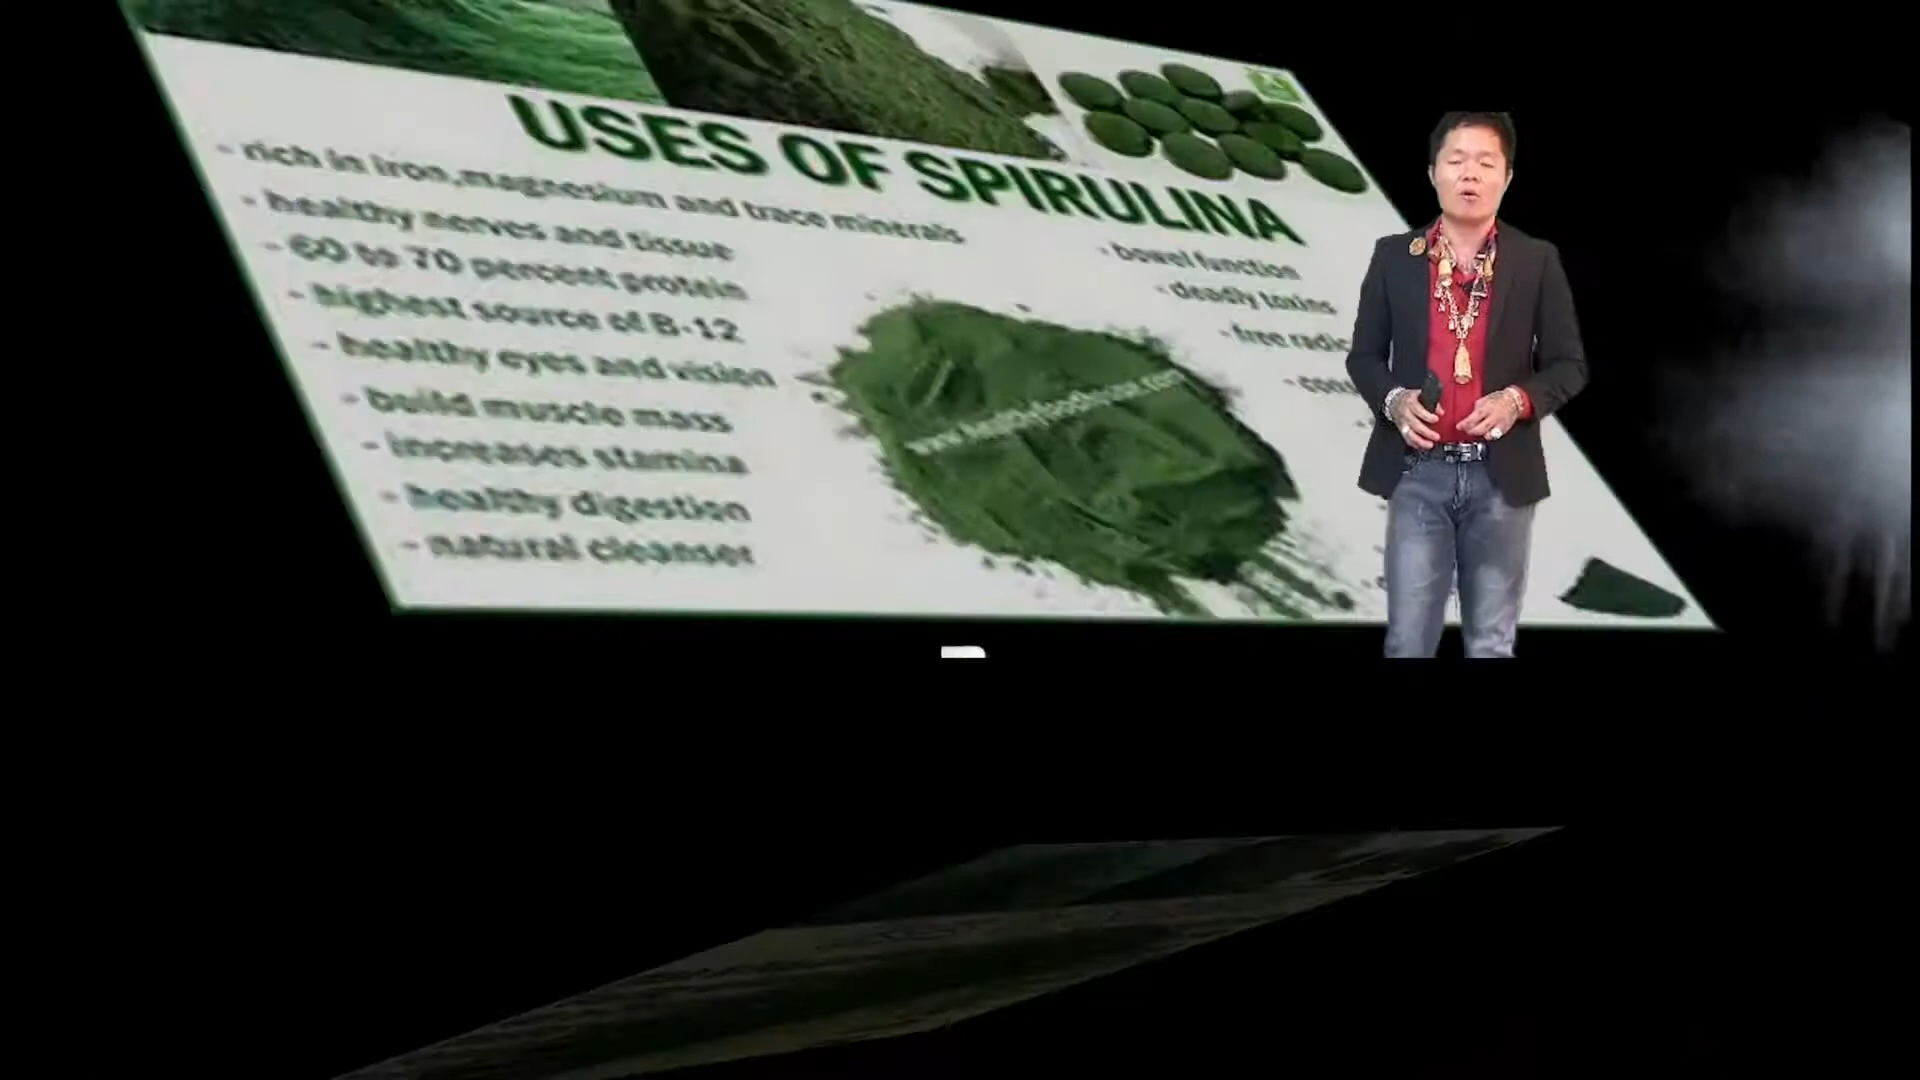 USES OF SPIRULINA
- rich in iron,magnesium and trace minerals
- healthy nerves and tissue
- 60 to 70 percent protein
- highest source of B-12
- healthy eyes and vision
- build muscle mass
- increases stamina
- healthy digestion
- natural cleanser
- bowel function
- deadly toxins
- free